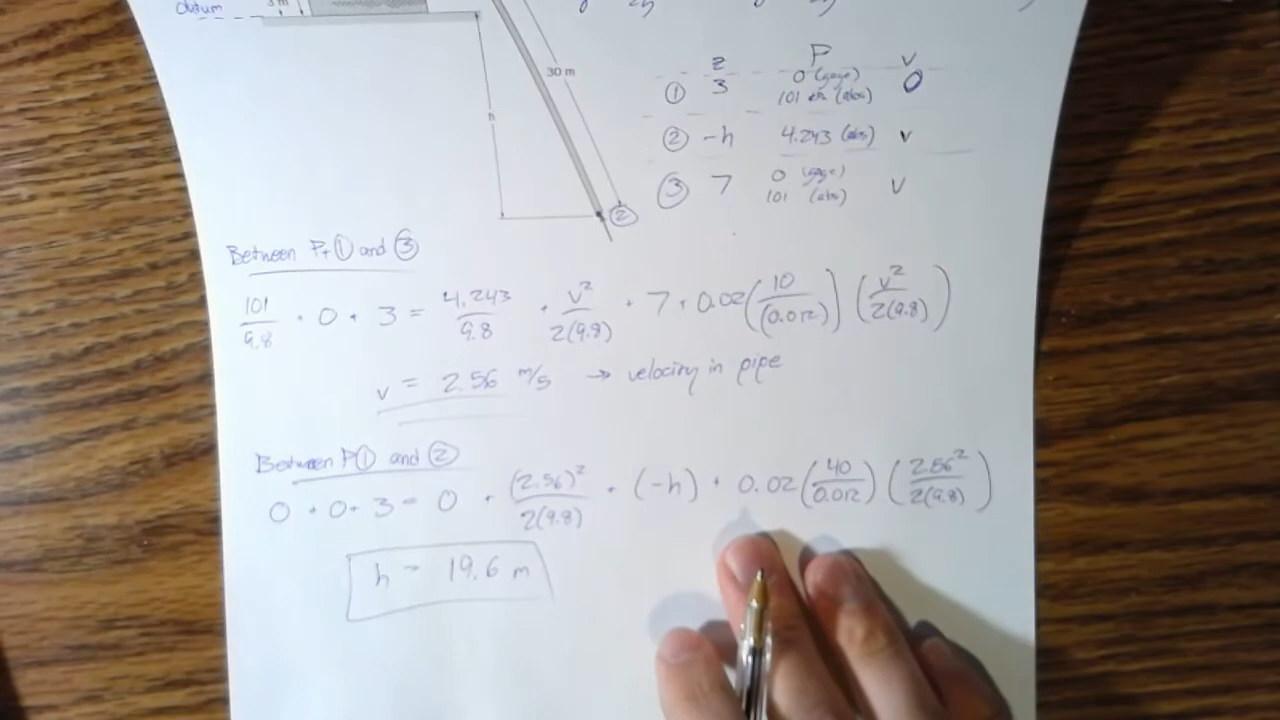 datum
3 m
30 m
h
②
z P v
① 3 0 (gage) 0
101 (abs)
② -h 4.243 (abs) v
③ 7 0 (gage) v
101 (abs)
Between Pt ① and ③
101/9.8 + 0 + 3 = 4.243/9.8 + v²/2(9.8) + 7 + 0.02 (10/(0.012)) (v²/2(9.8))
v = 2.56 m/s → velocity in pipe
Between P① and ②
0 + 0 + 3 = 0 + (2.56)²/2(9.8) + (-h) + 0.02 (40/0.012) (2.56²/2(9.8))
h = 19.6 m